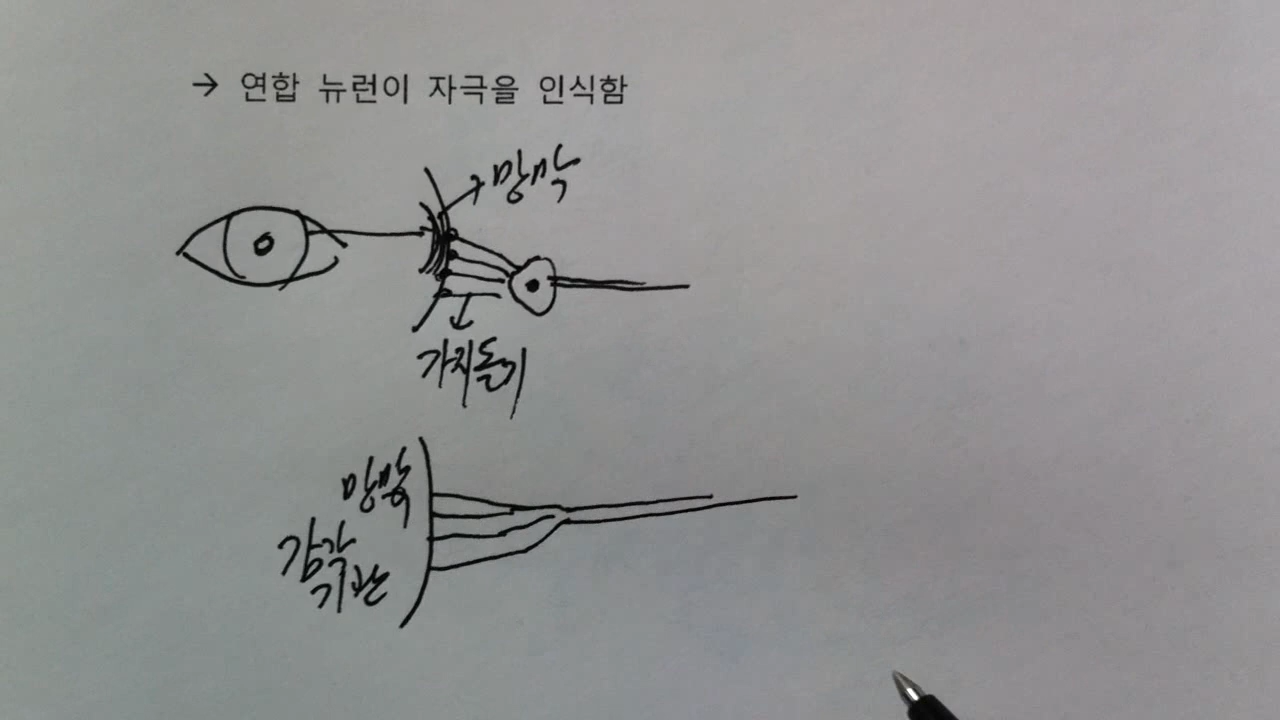 → 연합 뉴런이 자극을 인식함
망막
가지돌기
망막
감각
기관